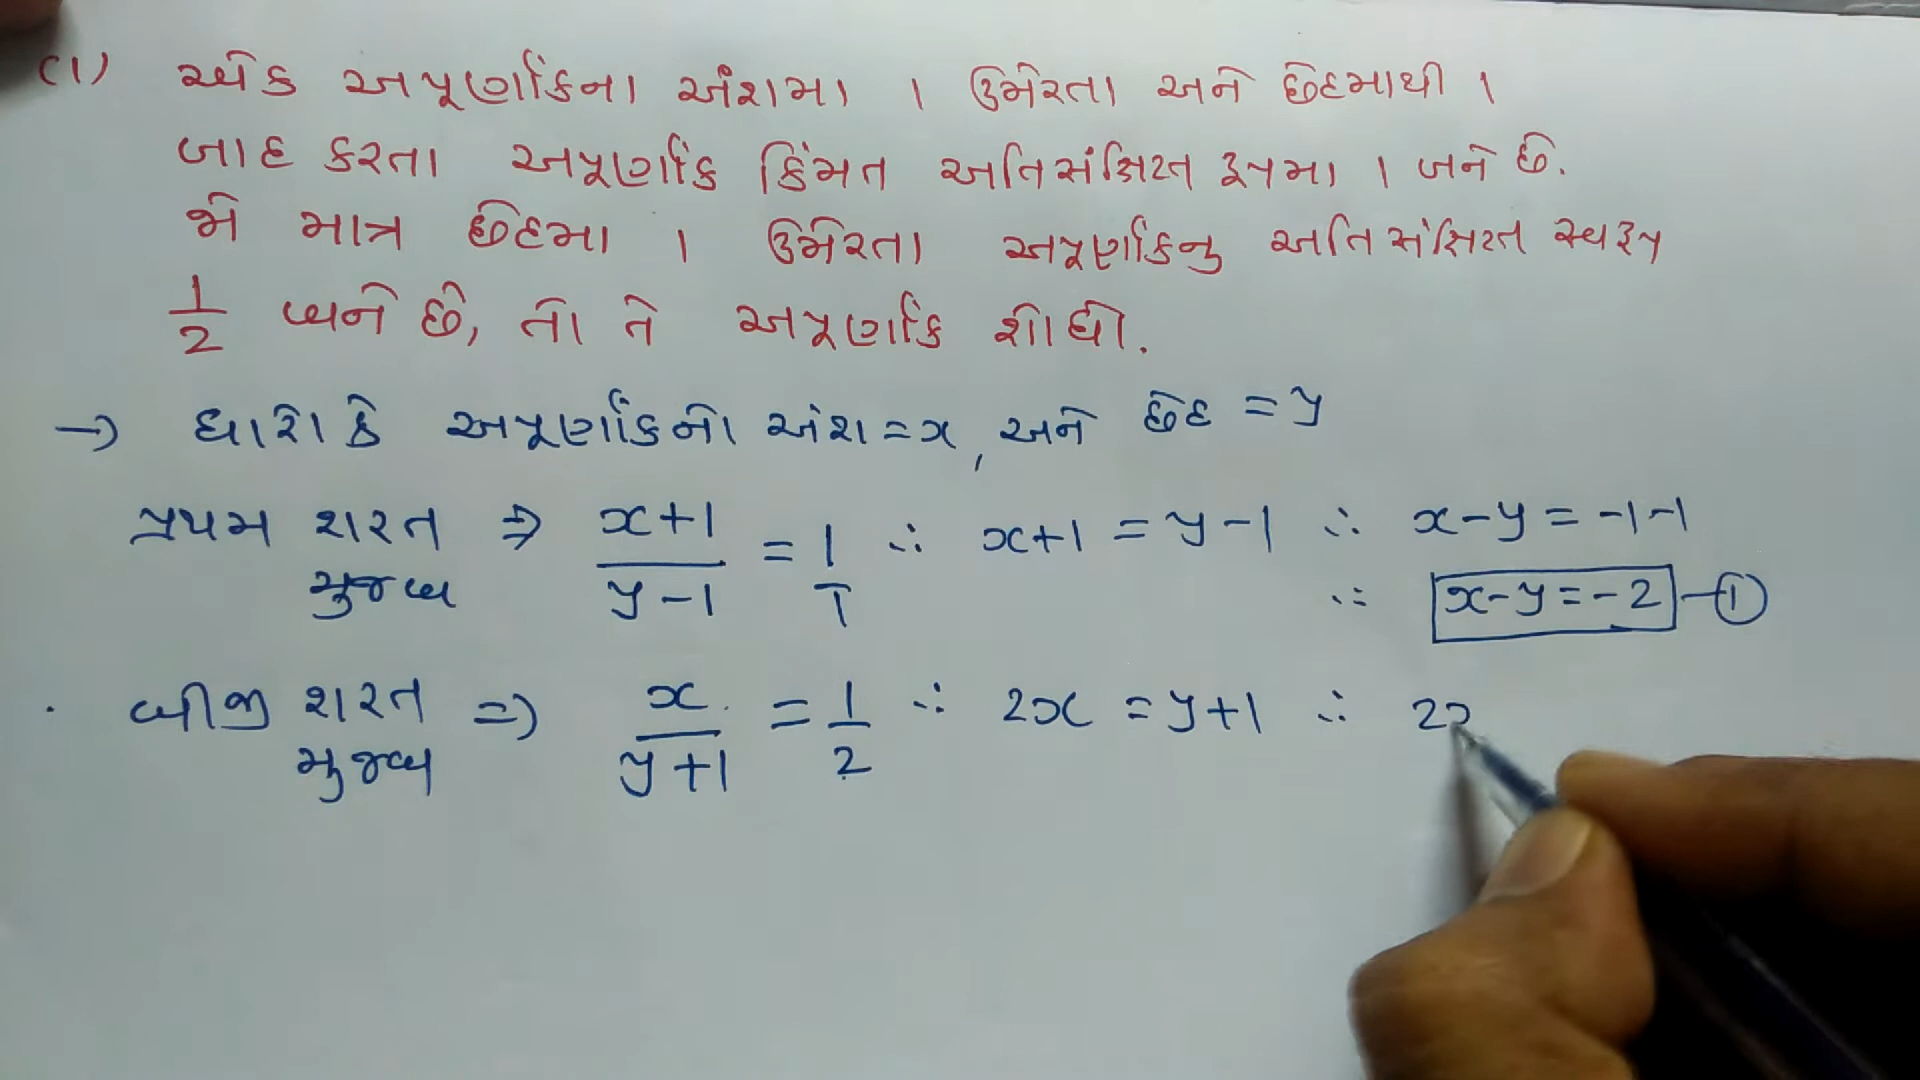 (1) એક અપૂર્ણાંકના અંશમા 1 ઉમેરતા અને છેદમાથી 1
બાદ કરતા અપૂર્ણાંક કિંમત અતિસંક્ષિપ્ત રૂપમા 1 બને છે.
જો માત્ર છેદમા 1 ઉમેરતા અપૂર્ણાંકનુ અતિસંક્ષિપ્ત સ્વરૂપ
1/2 બને છે, તો તે અપૂર્ણાંક શોધો.
→ ધારો કે અપૂર્ણાંકનો અંશ = x, અને છેદ = y
પ્રથમ શરત મુજબ ⇒ (x+1)/(y-1) = 1/1 ∴ x+1 = y-1 ∴ x-y = -1-1
∴ x-y = -2 — ①
બીજી શરત મુજબ ⇒ x/(y+1) = 1/2 ∴ 2x = y+1 ∴ 2x